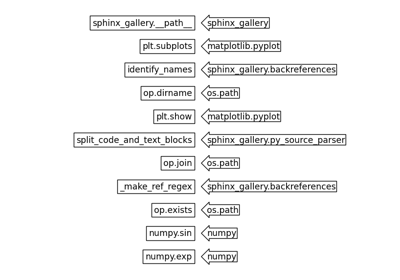 sphinx_gallery.__path__ sphinx_gallery
plt.subplots matplotlib.pyplot
identify_names sphinx_gallery.backreferences
op.dirname os.path
plt.show matplotlib.pyplot
split_code_and_text_blocks sphinx_gallery.py_source_parser
op.join os.path
_make_ref_regex sphinx_gallery.backreferences
op.exists os.path
numpy.sin numpy
numpy.exp numpy